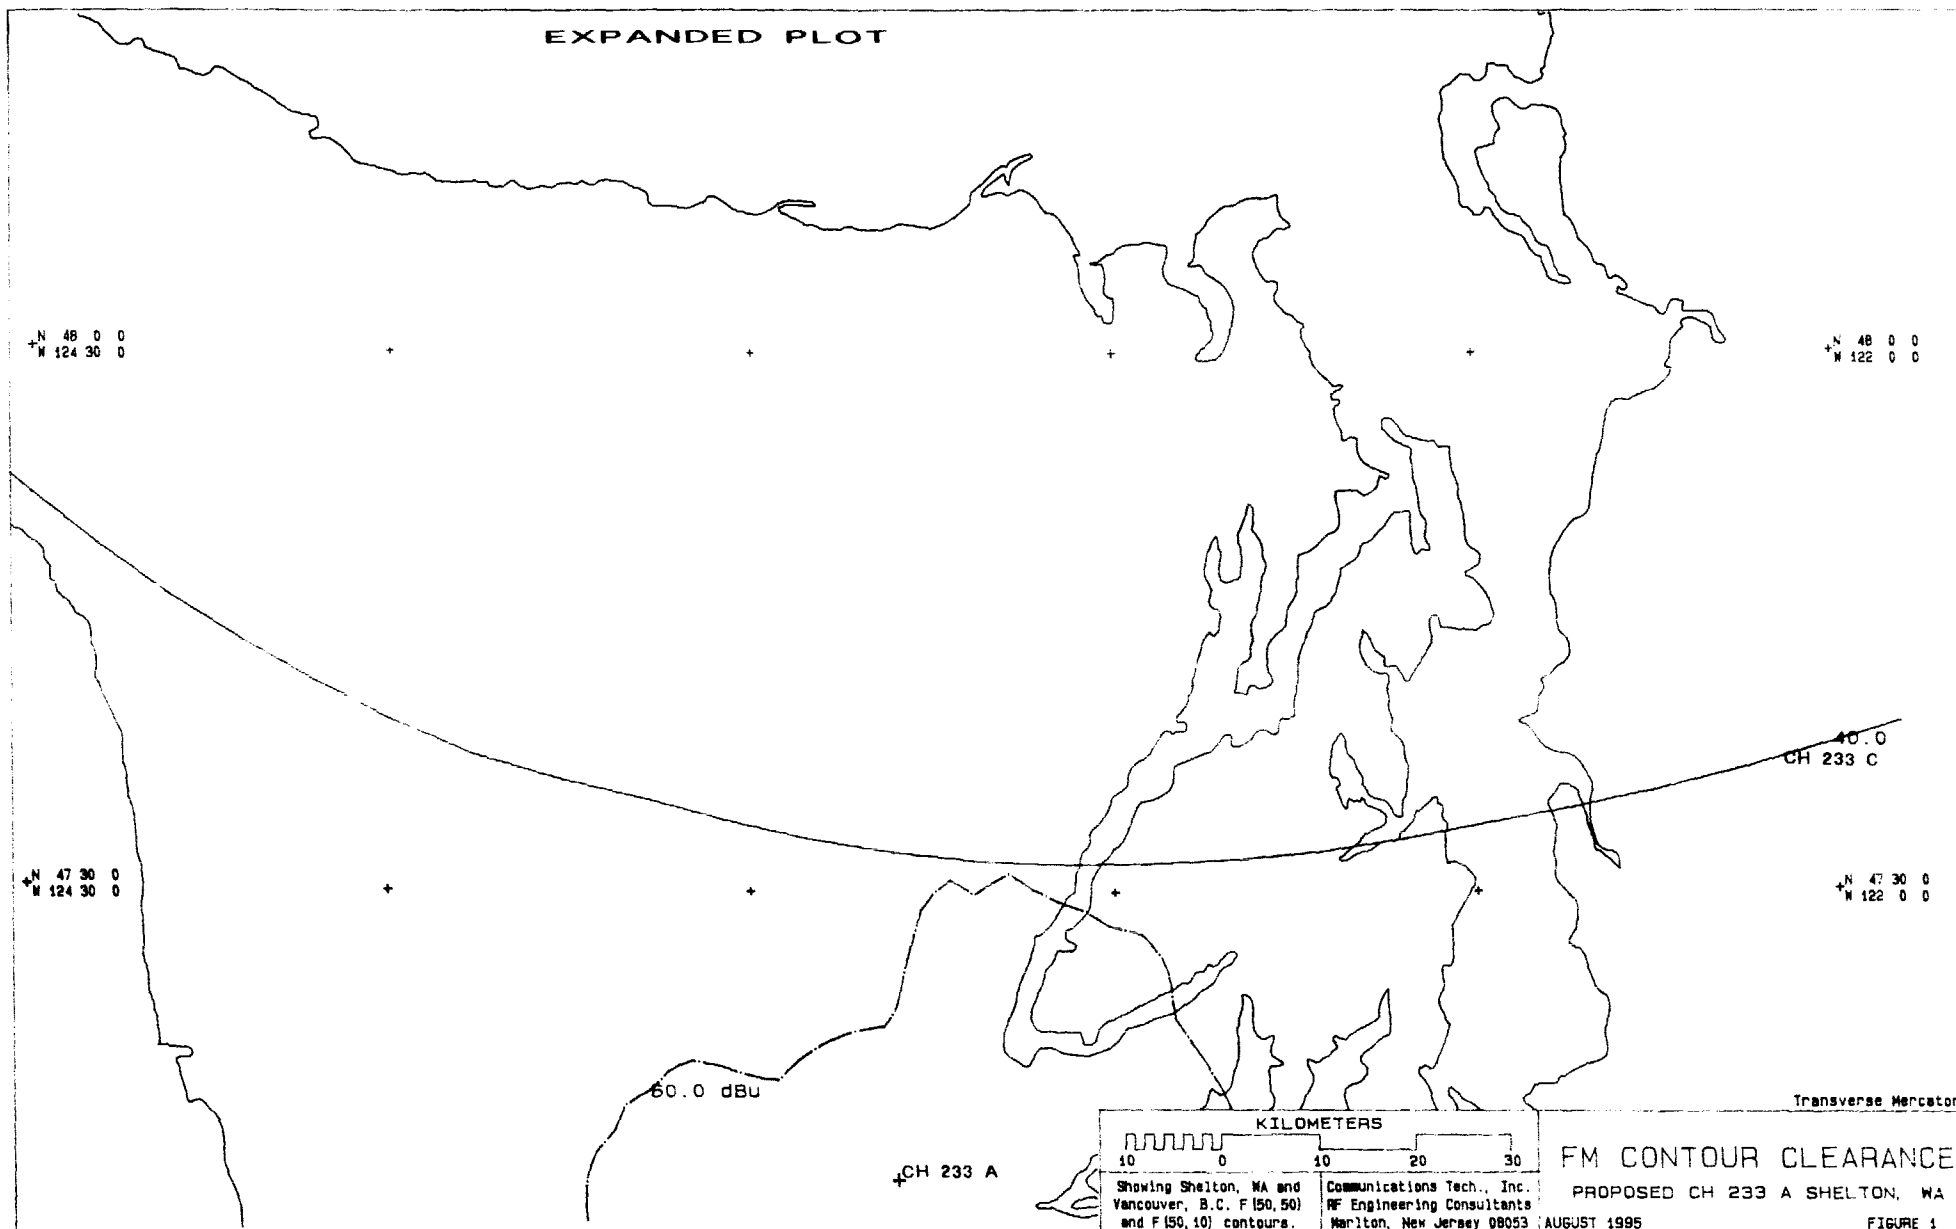 EXPANDED PLOT
N 48 0 0
W 124 30 0
N 48 0 0
W 122 0 0
40.0
CH 233 C
N 47 30 0
W 124 30 0
N 47 30 0
W 122 0 0
60.0 dBu
CH 233 A
Transverse Mercator
KILOMETERS
10 0 10 20 30
Showing Shelton, WA and
Vancouver, B.C. F(50,50)
and F(50,10) contours.
Communications Tech., Inc.
RF Engineering Consultants
Marlton, New Jersey 08053
FM CONTOUR CLEARANCE
PROPOSED CH 233 A SHELTON, WA
AUGUST 1995 FIGURE 1